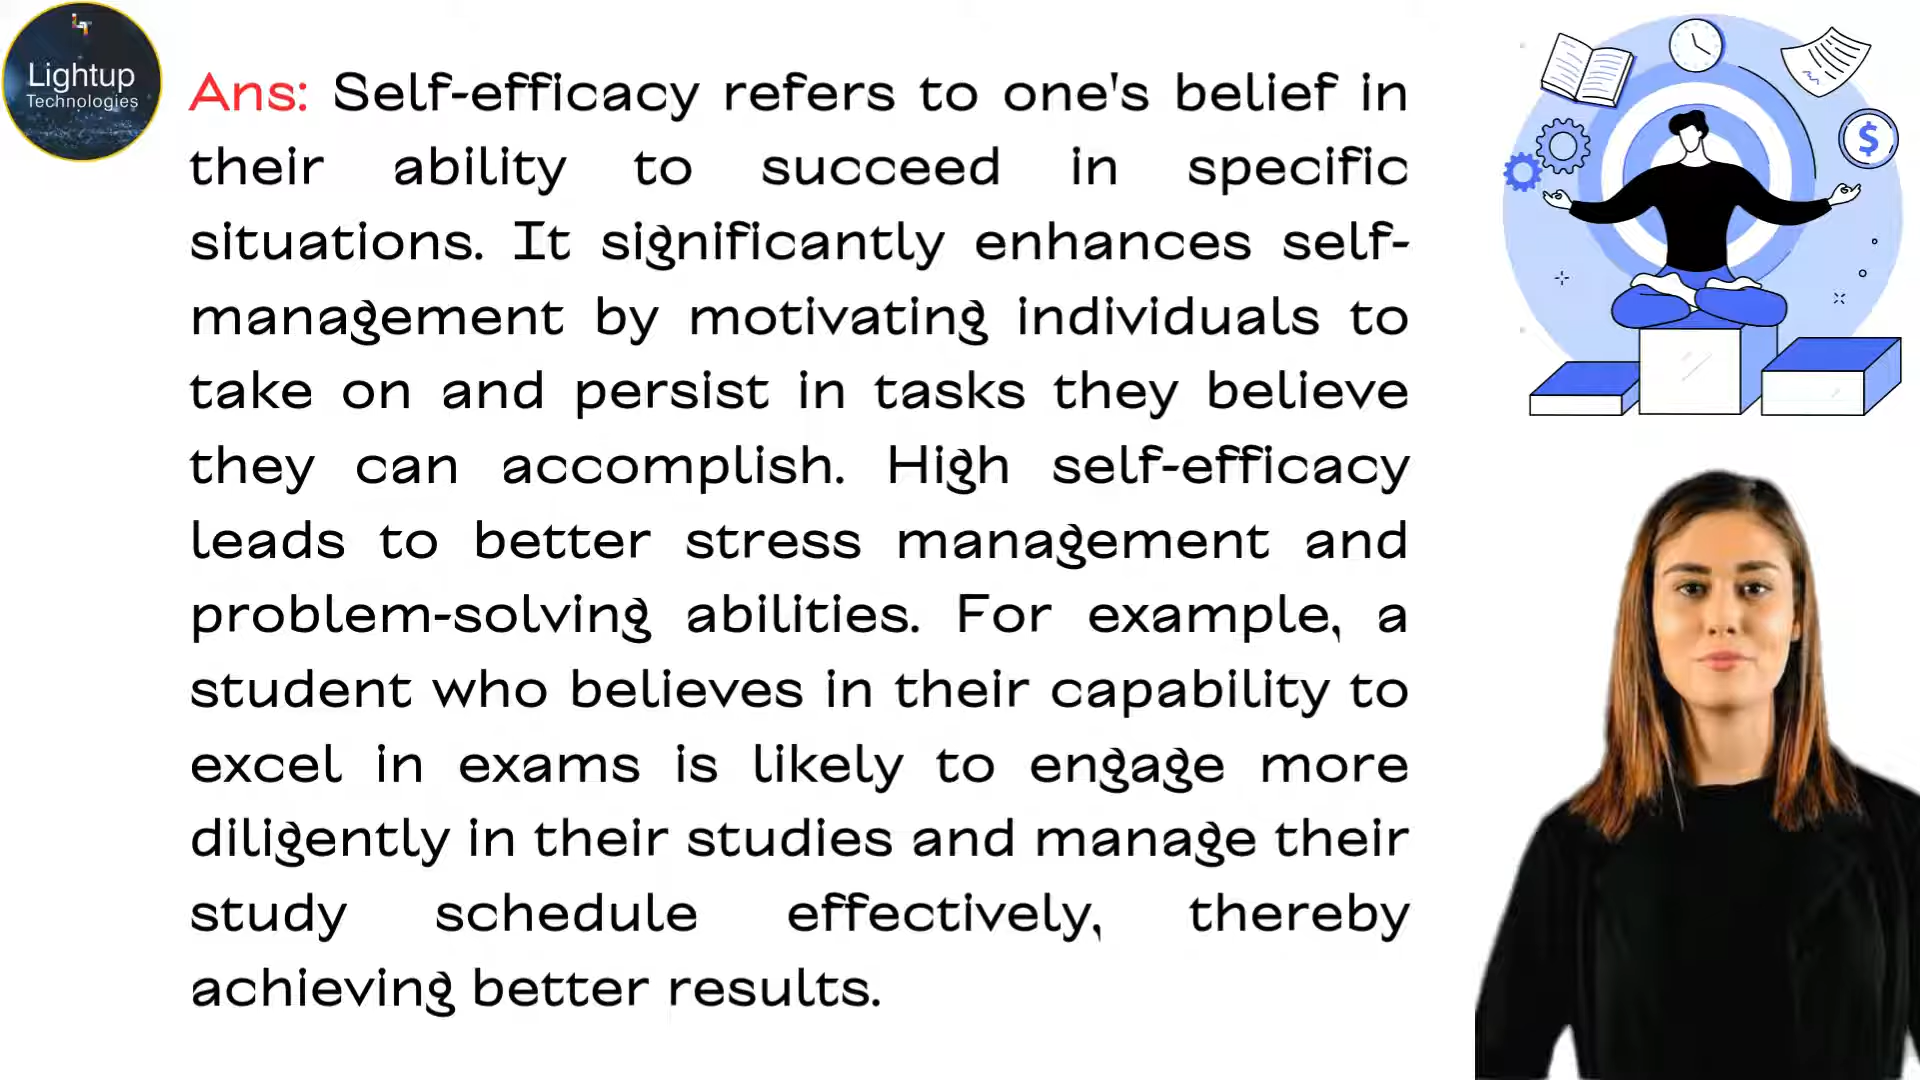 Lightup
Technologies
Ans: Self-efficacy refers to one's belief in
their ability to succeed in specific
situations. It significantly enhances self-
management by motivating individuals to
take on and persist in tasks they believe
they can accomplish. High self-efficacy
leads to better stress management and
problem-solving abilities. For example, a
student who believes in their capability to
excel in exams is likely to engage more
diligently in their studies and manage their
study schedule effectively, thereby
achieving better results.
$